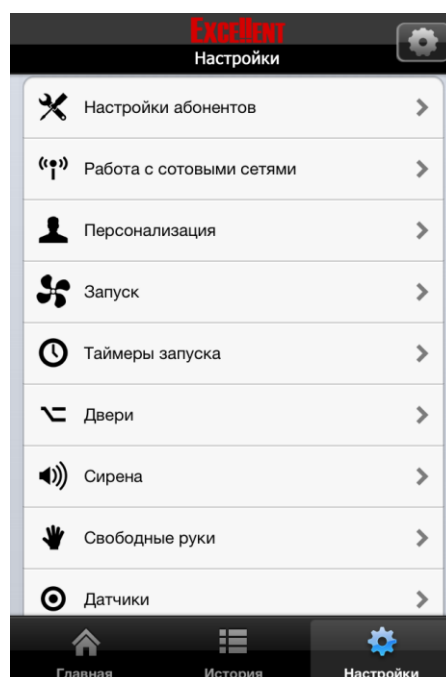 EXCELLENT
Настройки
Настройки абонентов
Работа с сотовыми сетями
Персонализация
Запуск
Таймеры запуска
Двери
Сирена
Свободные руки
Датчики
Главная
История
Настройки